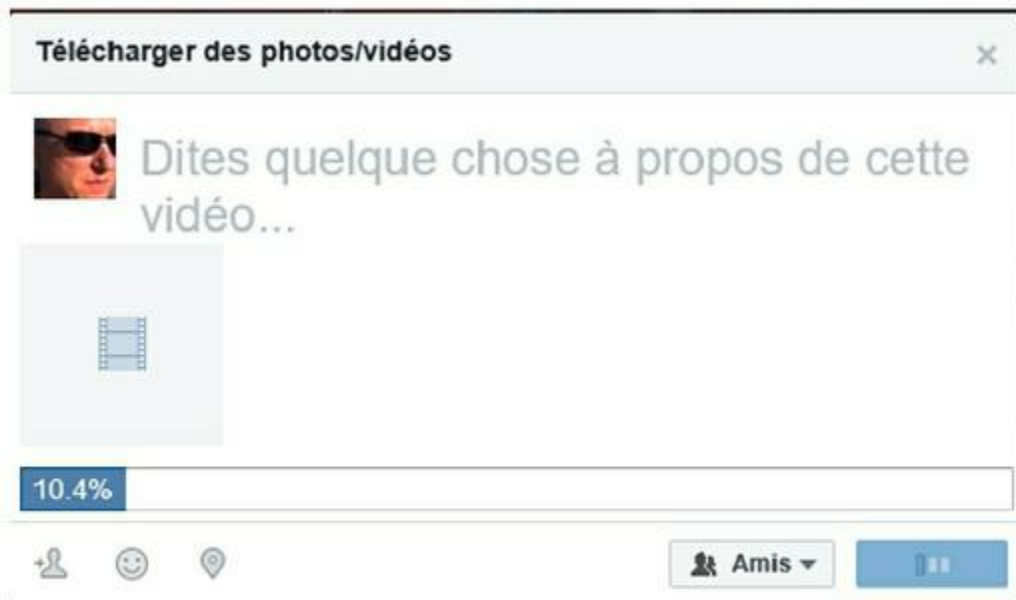 Télécharger des photos/vidéos
Dites quelque chose à propos de cette
vidéo...
10.4%
Amis